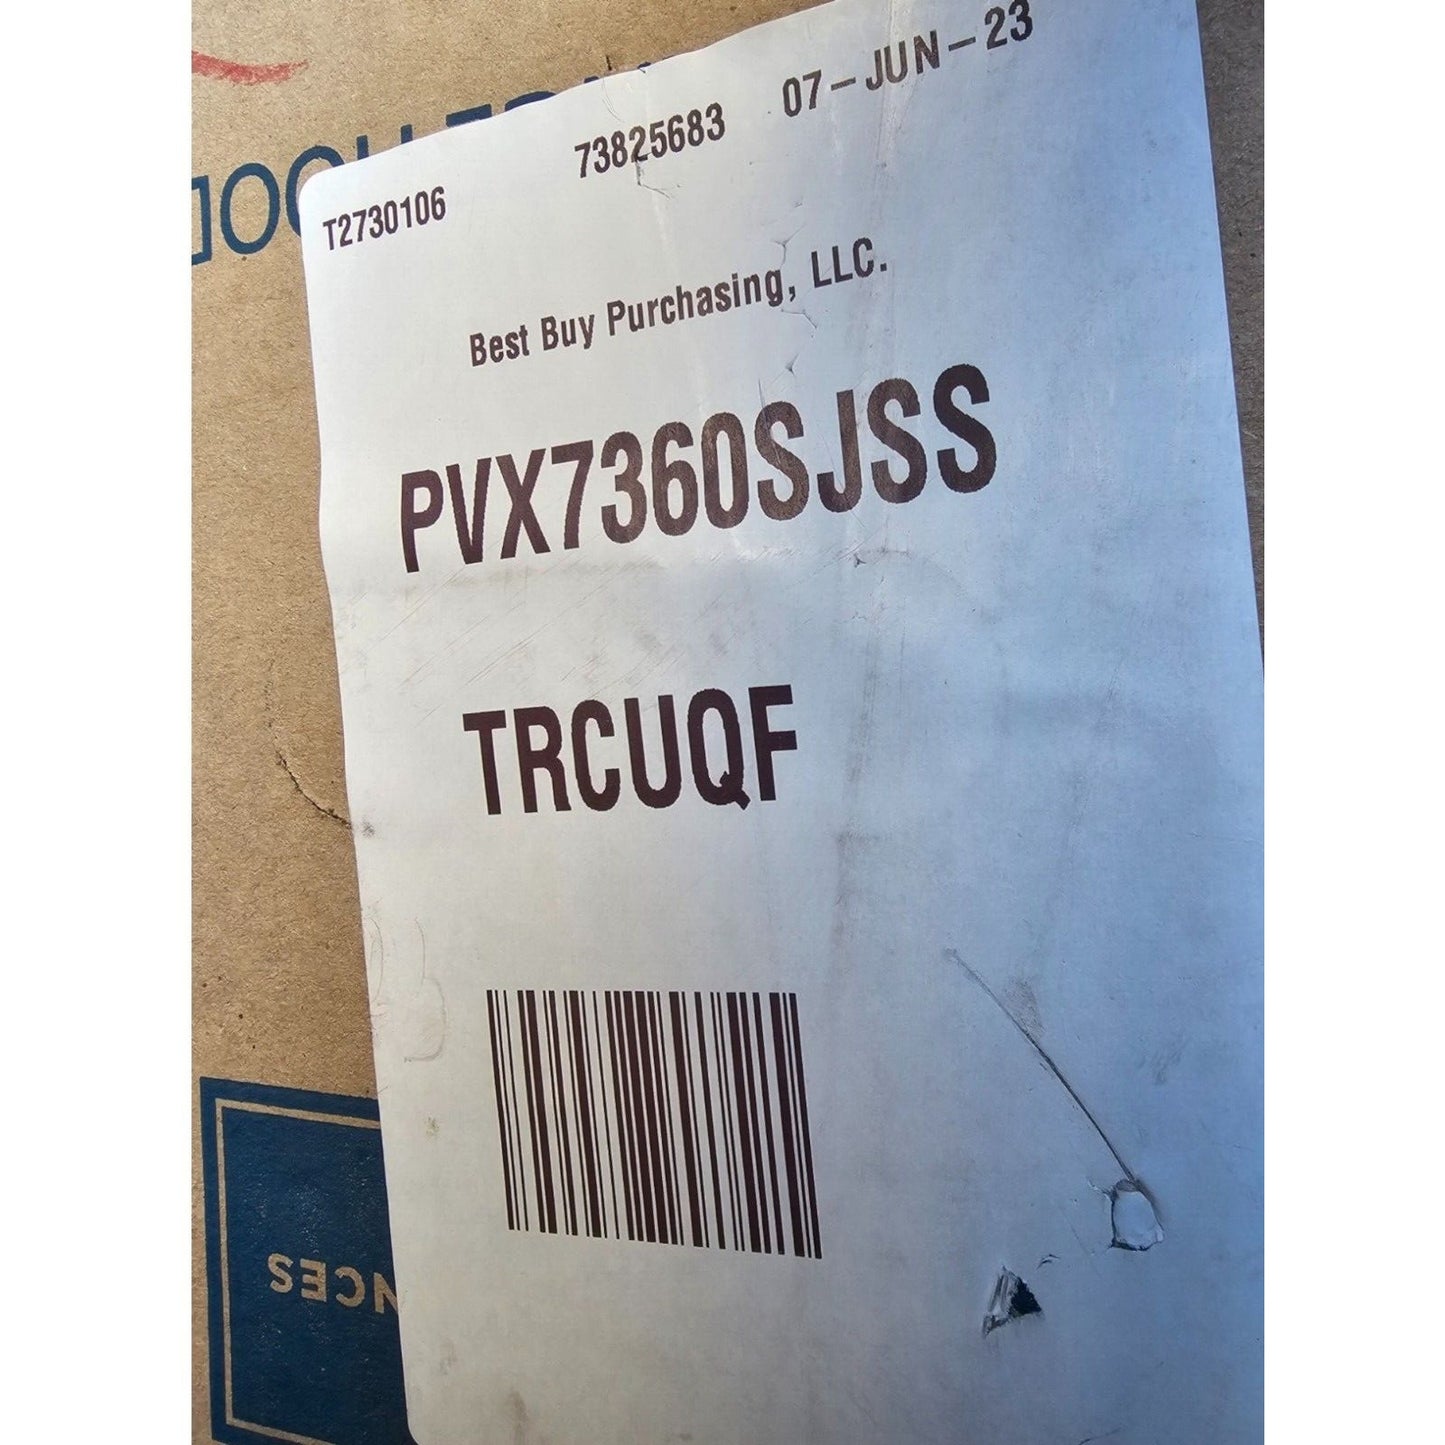 T2730106 73825683 07-JUN-23
Best Buy Purchasing, LLC.
PVX7360SJSS
TRCUQF